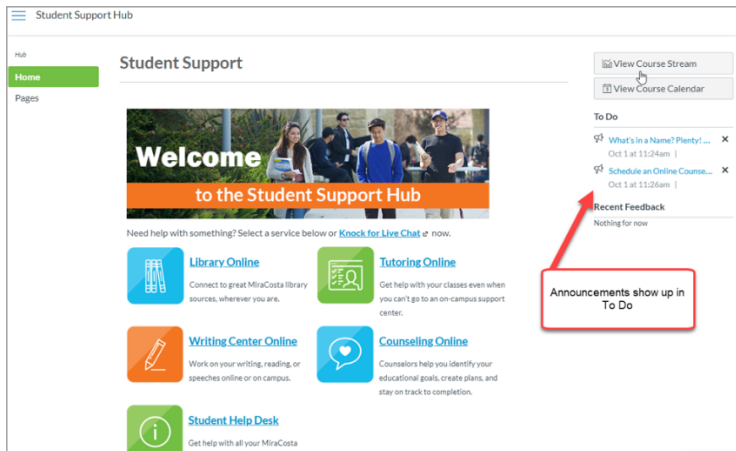 Student Support Hub
Hub
Home
Pages
Student Support
Welcome
to the Student Support Hub
Need help with something? Select a service below or Knock for Live Chat now.
Library Online
Connect to great MiraCosta library
sources, wherever you are.
Tutoring Online
Get help with your classes even when
you can't go to an on-campus support
center.
Writing Center Online
Work on your writing, reading, or
speeches online or on campus.
Counseling Online
Counselors help you identify your
educational goals, create plans, and
stay on track to completion.
Student Help Desk
Get help with all your MiraCosta
View Course Stream
View Course Calendar
To Do
What's in a Name? Plenty! ...
Oct 1 at 11:24am |
Schedule an Online Counse...
Oct 1 at 11:26am |
Recent Feedback
Nothing for now
Announcements show up in
To Do